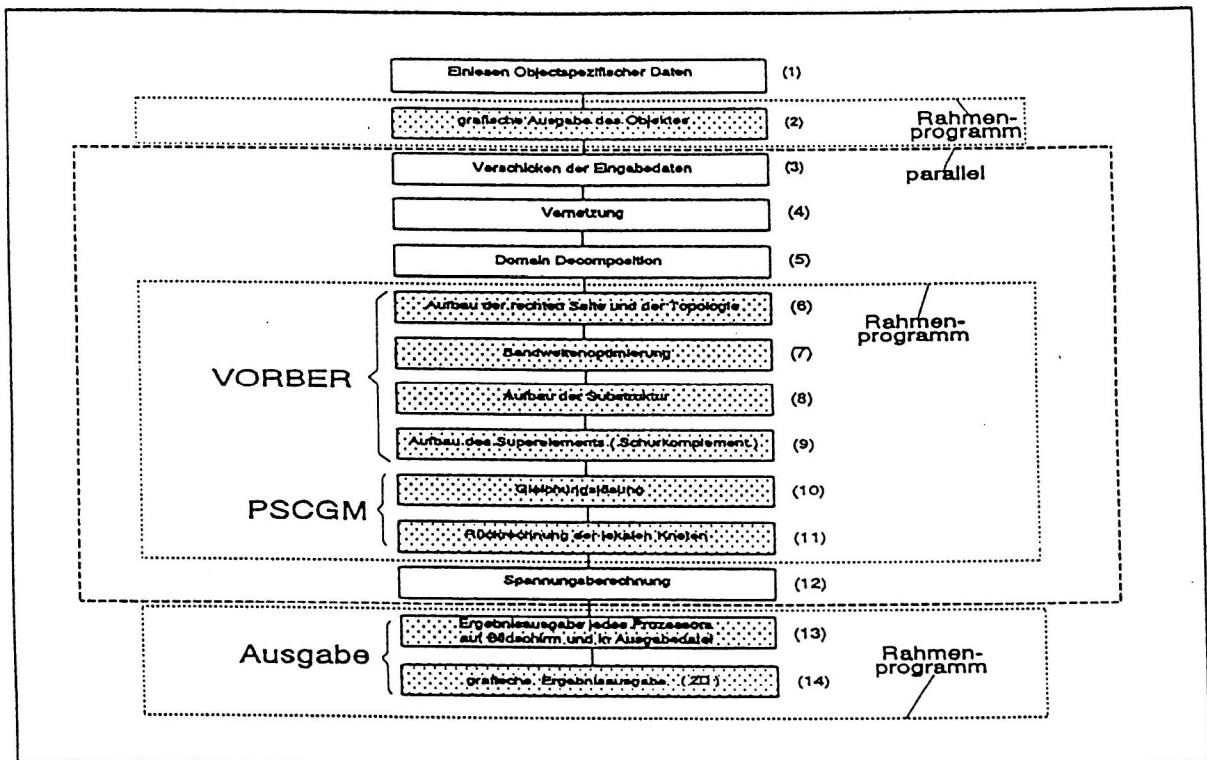 Einlesen Objectspezifischer Daten (1)
grafische Ausgabe des Objektes (2)
Rahmen-
programm
Verschicken der Eingabedaten (3)
parallel
Vernetzung (4)
Domain Decomposition (5)
Aufbau der rechten Seite und der Topologie (6)
Rahmen-
programm
Bandweitenoptimierung (7)
VORBER
Aufbau der Substruktur (8)
Aufbau des Superelements ( Schurkomplement ) (9)
Gleichungslösung (10)
PSCGM
Rückrechnung der lokalen Knoten (11)
Spannungsberechnung (12)
Ergebnisausgabe jedes Prozessors
auf Bildschirm und in Ausgabedatei (13)
Ausgabe
Rahmen-
programm
grafische Ergebnisausgabe ( 2D ) (14)